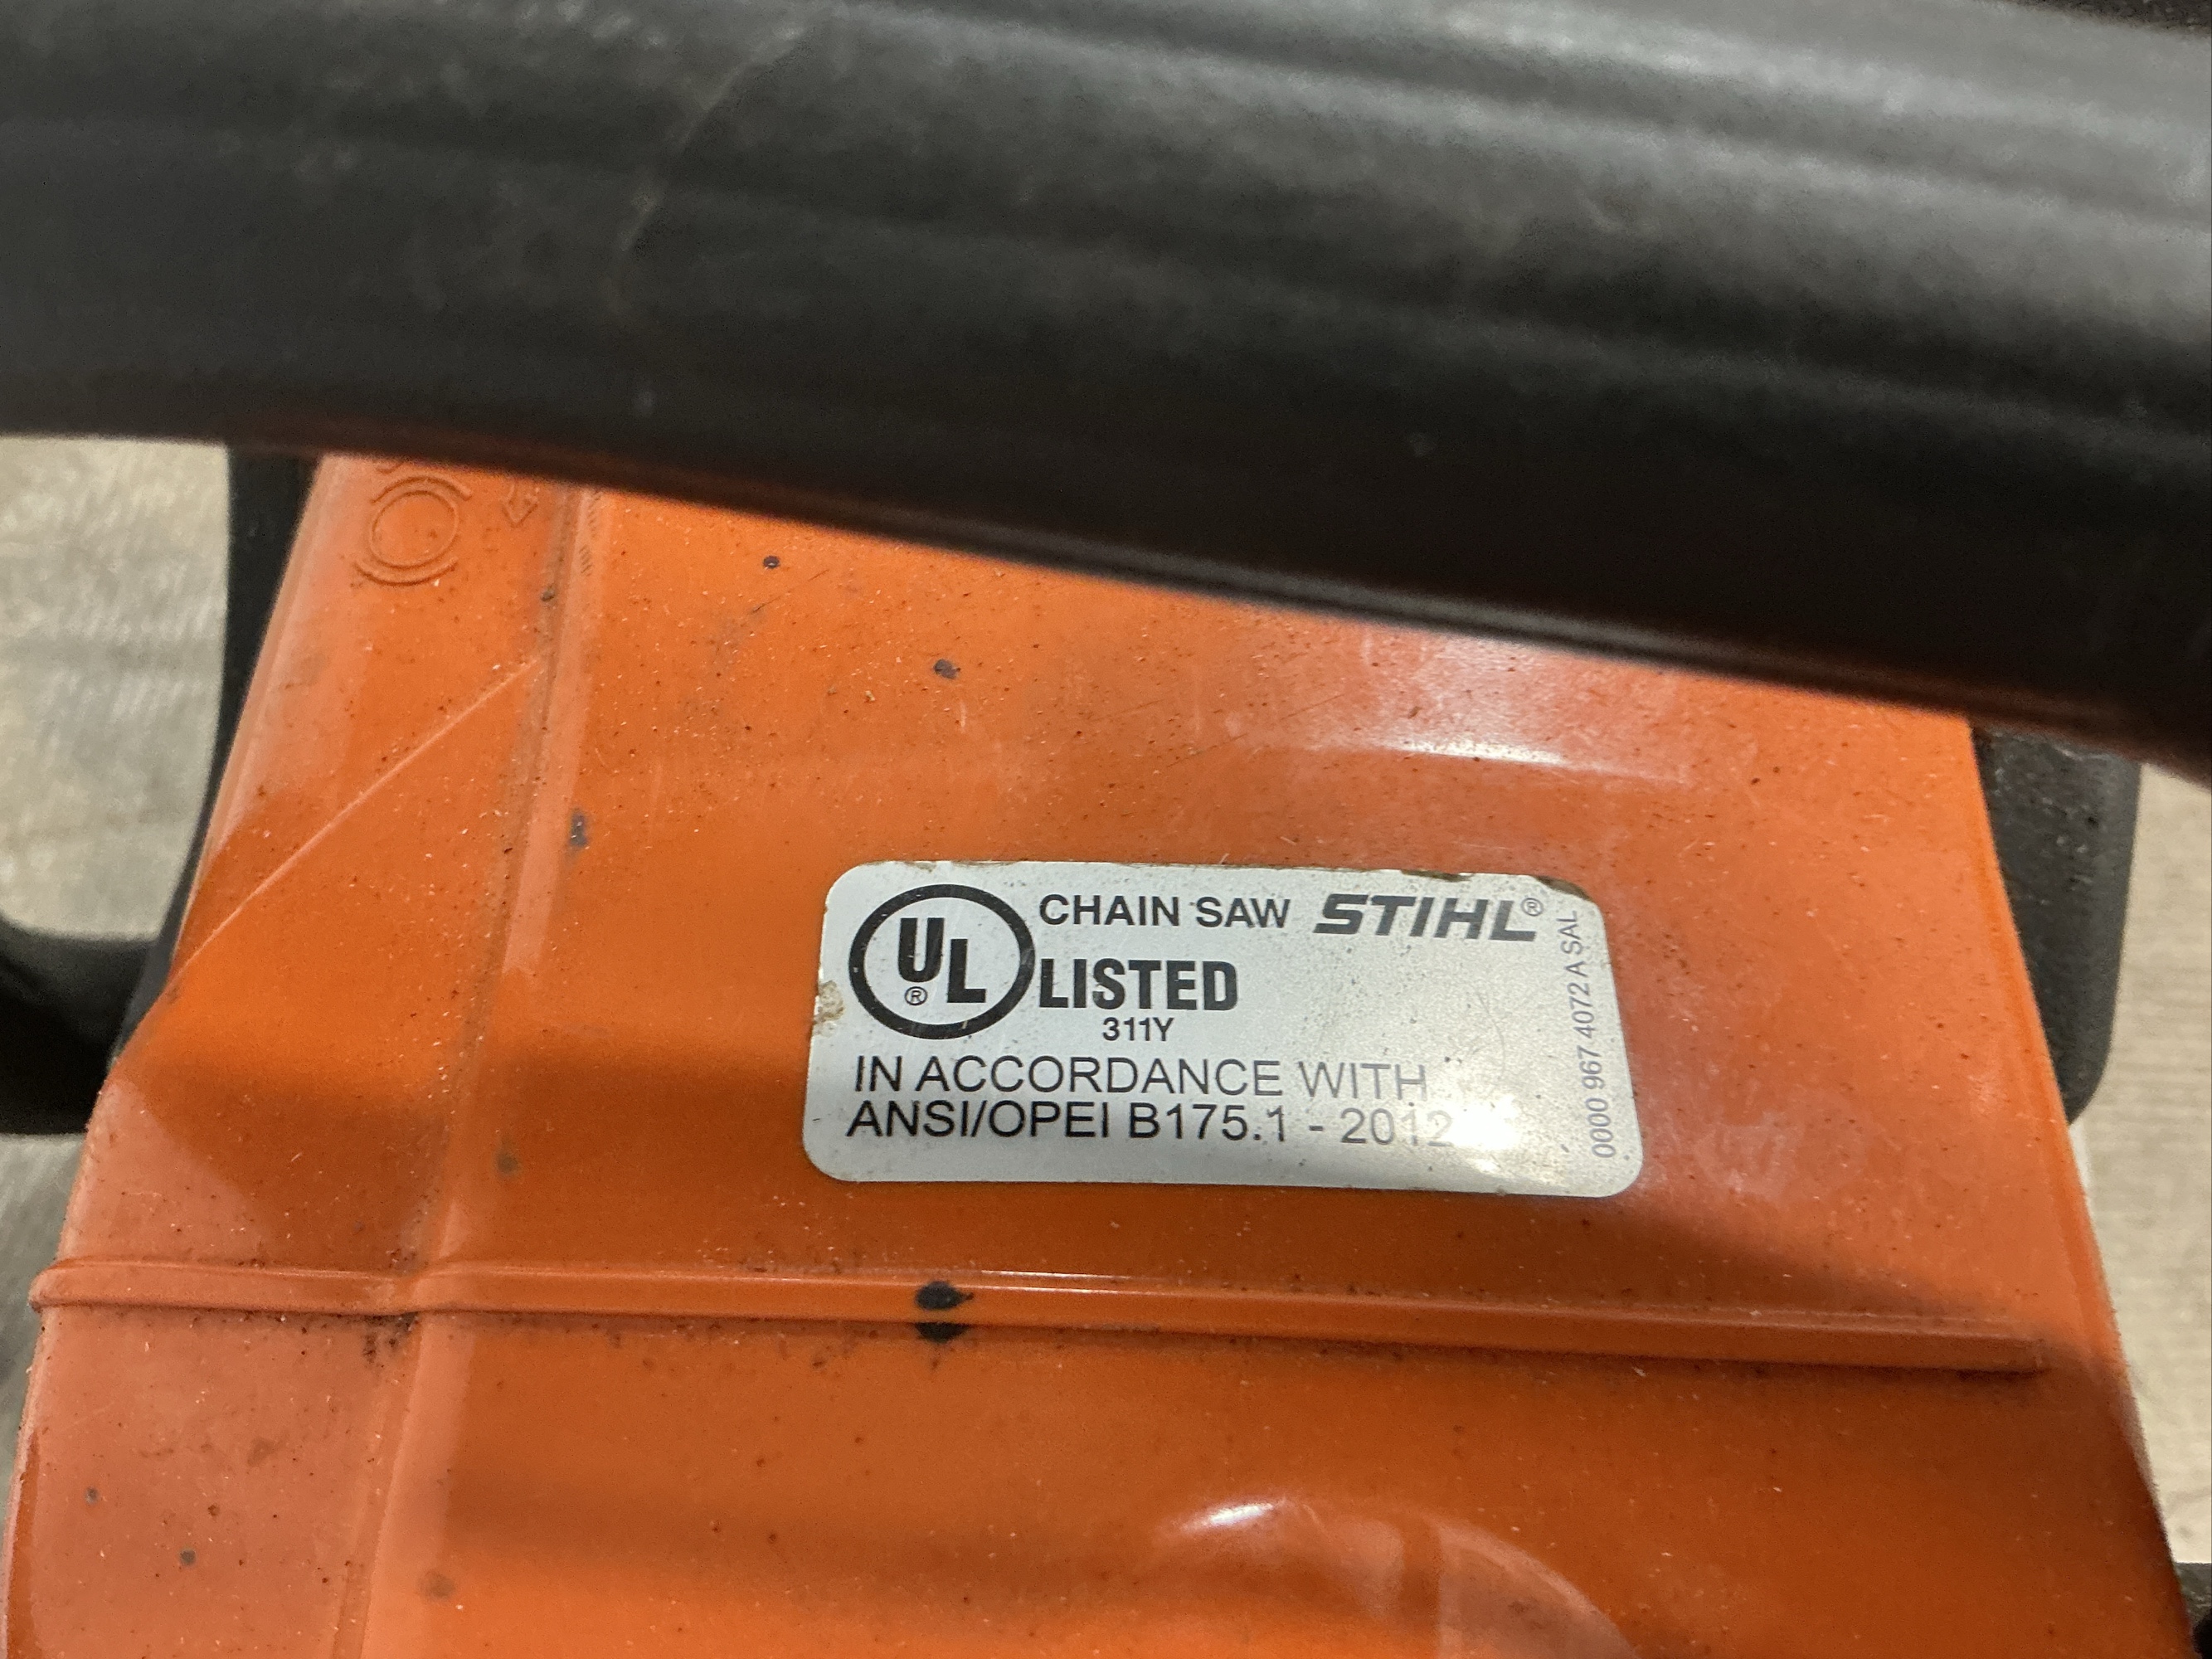 CHAIN SAW STIHL®
UL® LISTED
311Y
IN ACCORDANCE WITH
ANSI/OPEI B175.1 - 2012
0000 967 4072 A SAL